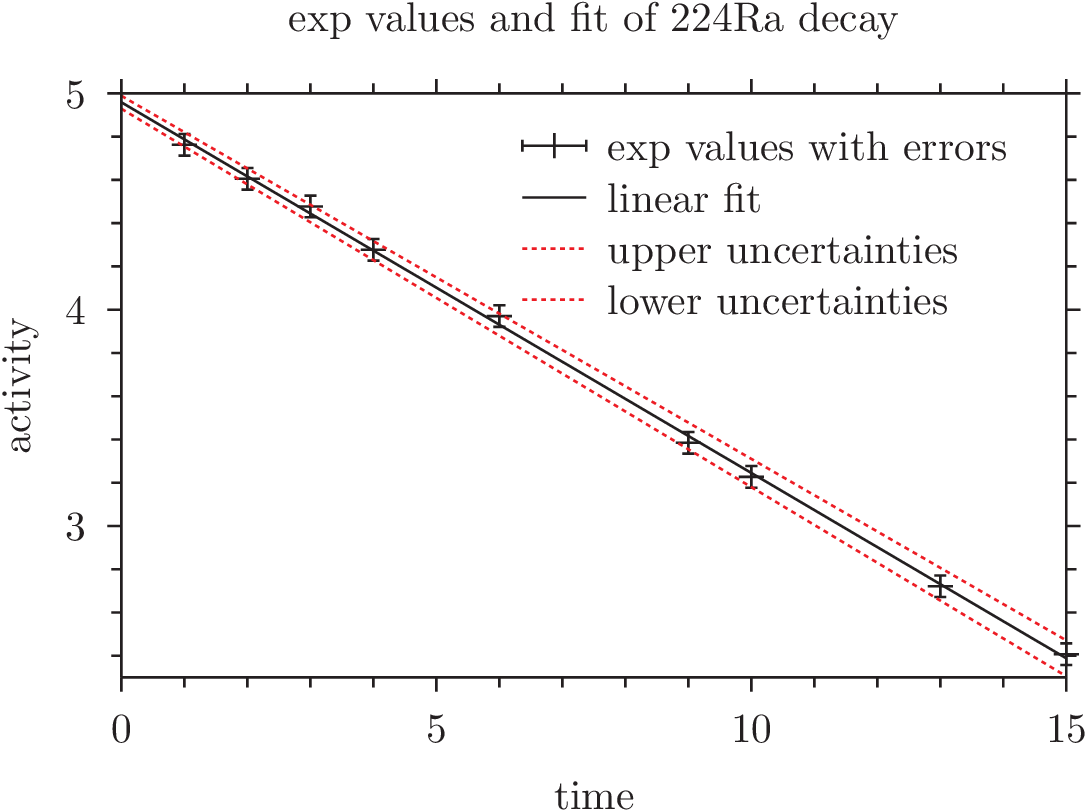 exp values and fit of 224Ra decay
5
4
3
activity
exp values with errors
linear fit
upper uncertainties
lower uncertainties
0 5 10 15
time